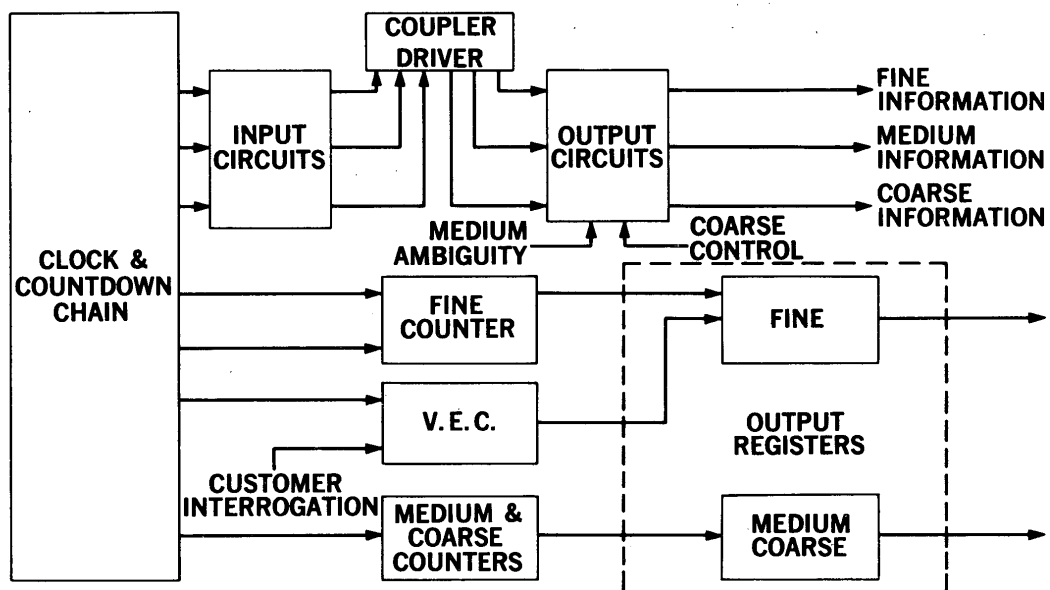 COUPLER
DRIVER
INPUT
CIRCUITS
OUTPUT
CIRCUITS
FINE
INFORMATION
MEDIUM
INFORMATION
COARSE
INFORMATION
MEDIUM
AMBIGUITY
COARSE
CONTROL
CLOCK &
COUNTDOWN
CHAIN
FINE
COUNTER
FINE
V. E. C.
OUTPUT
REGISTERS
CUSTOMER
INTERROGATION
MEDIUM &
COARSE
COUNTERS
MEDIUM
COARSE